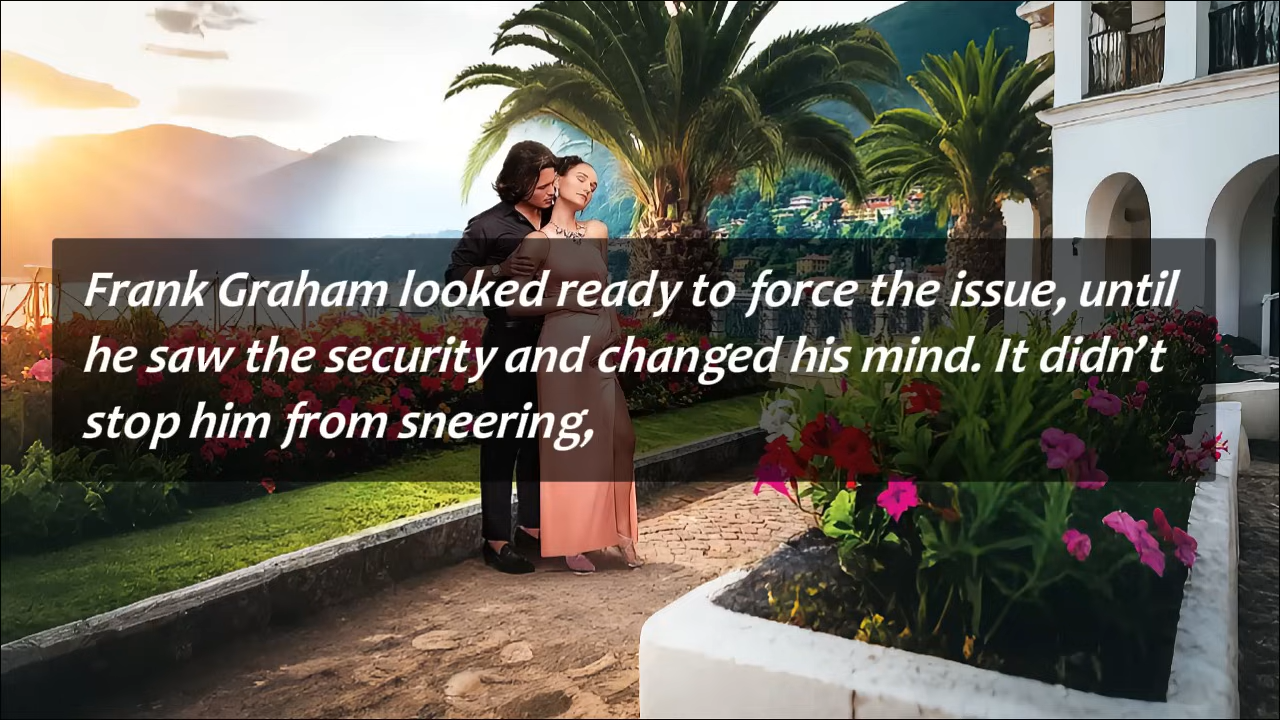 Frank Graham looked ready to force the issue, until
he saw the security and changed his mind. It didn’t
stop him from sneering,